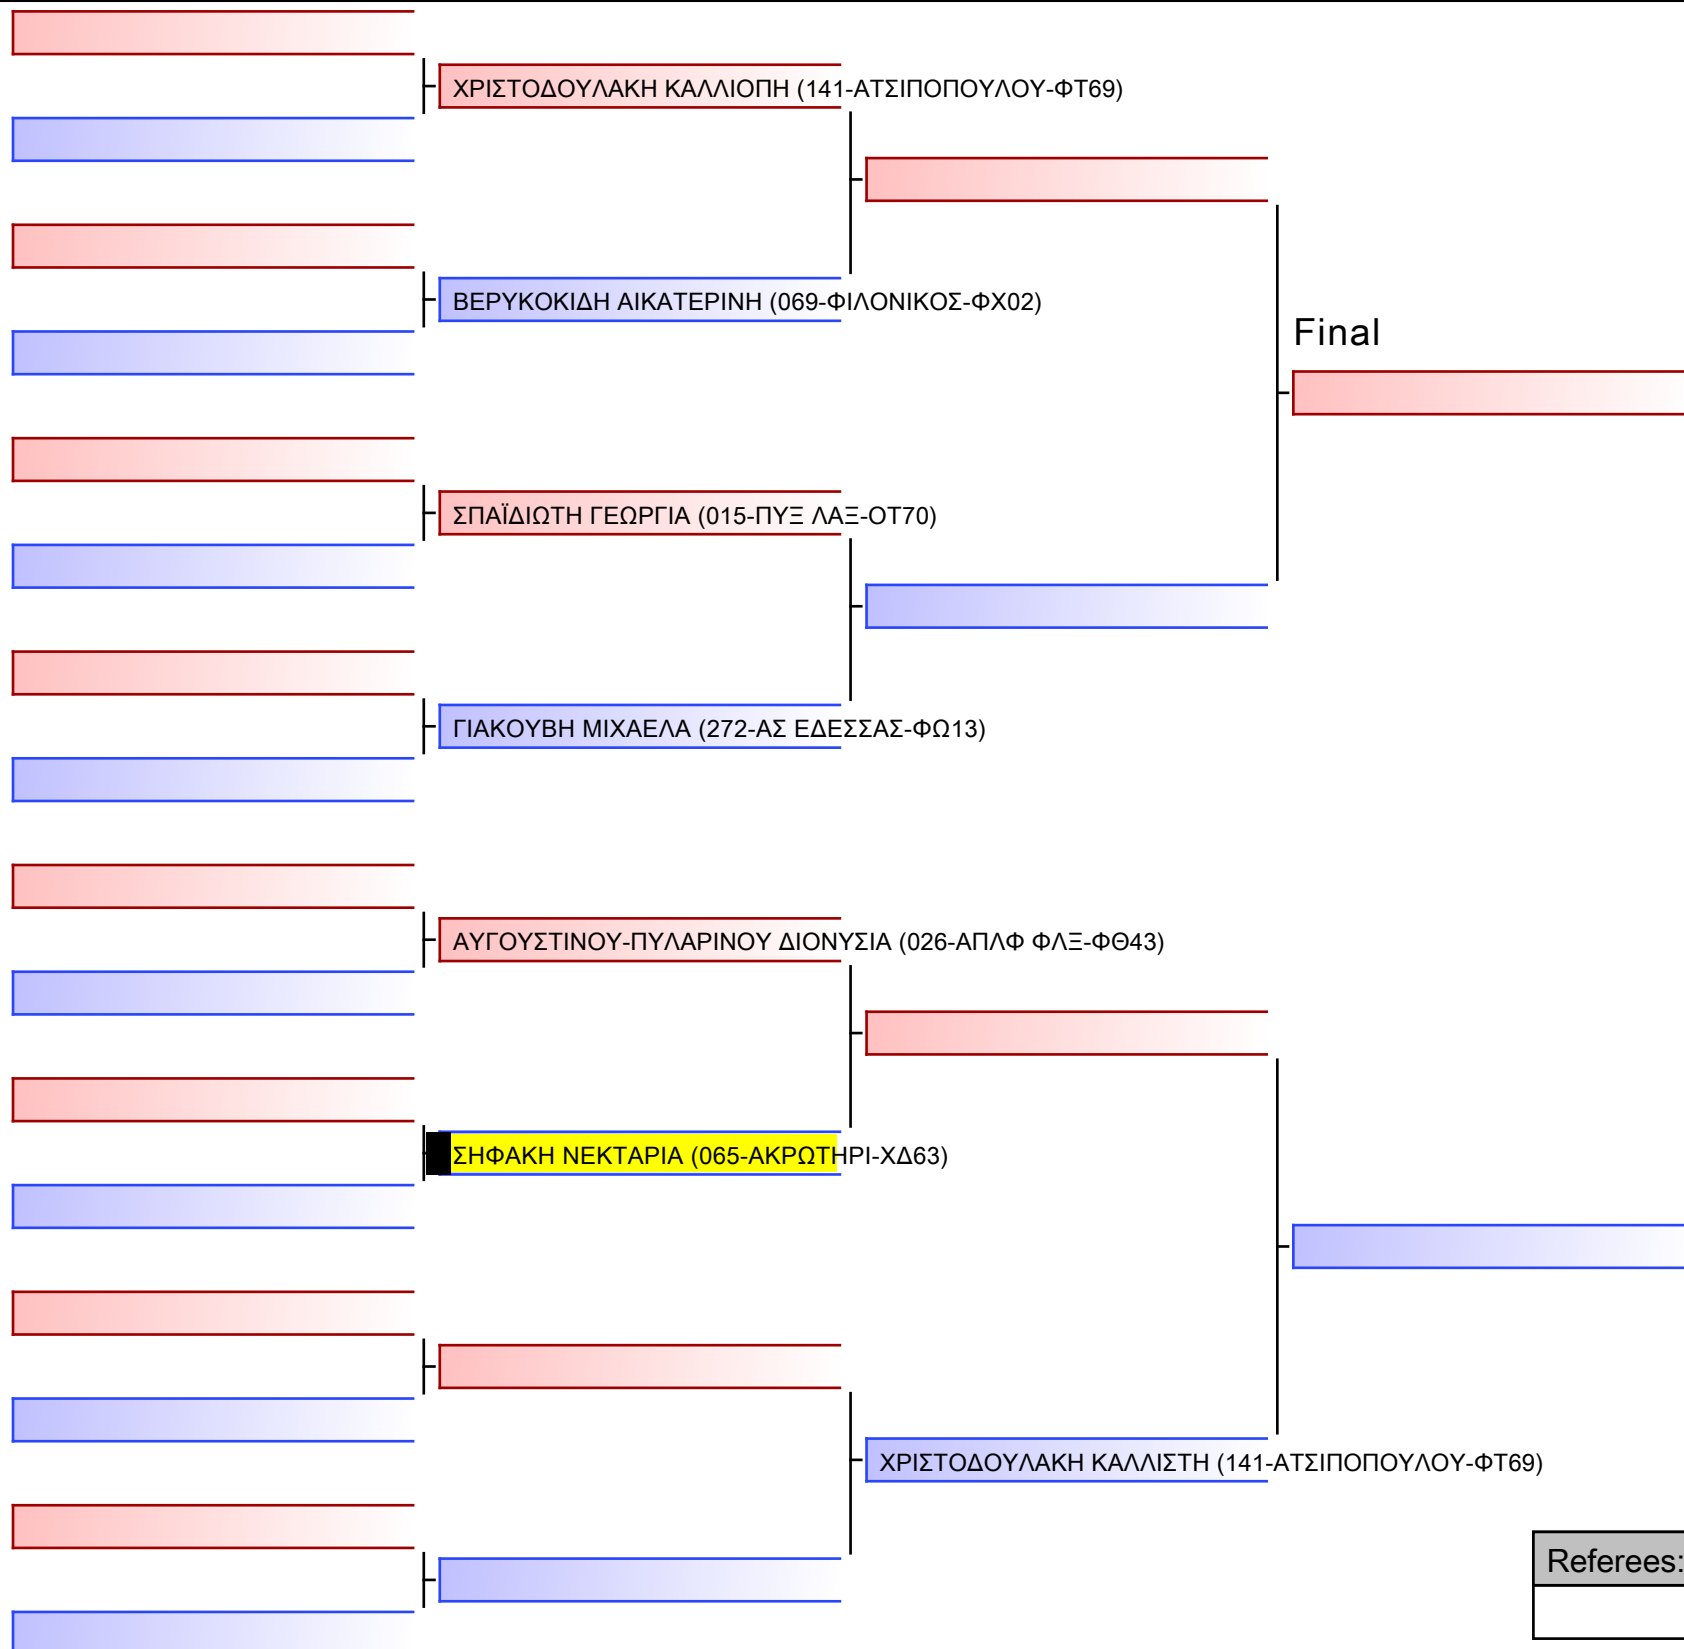 ΧΡΙΣΤΟΔΟΥΛΑΚΗ ΚΑΛΛΙΟΠΗ (141-ΑΤΣΙΠΟΠΟΥΛΟΥ-ΦΤ69)
ΒΕΡΥΚΟΚΙΔΗ ΑΙΚΑΤΕΡΙΝΗ (069-ΦΙΛΟΝΙΚΟΣ-ΦΧ02)
Final
ΣΠΑΪΔΙΩΤΗ ΓΕΩΡΓΙΑ (015-ΠΥΞ ΛΑΞ-ΟΤ70)
ΓΙΑΚΟΥΒΗ ΜΙΧΑΕΛΑ (272-ΑΣ ΕΔΕΣΣΑΣ-ΦΩ13)
ΑΥΓΟΥΣΤΙΝΟΥ-ΠΥΛΑΡΙΝΟΥ ΔΙΟΝΥΣΙΑ (026-ΑΠΛΦ ΦΛΞ-ΦΘ43)
ΣΗΦΑΚΗ ΝΕΚΤΑΡΙΑ (065-ΑΚΡΩΤΗΡΙ-ΧΔ63)
ΧΡΙΣΤΟΔΟΥΛΑΚΗ ΚΑΛΛΙΣΤΗ (141-ΑΤΣΙΠΟΠΟΥΛΟΥ-ΦΤ69)
Referees: